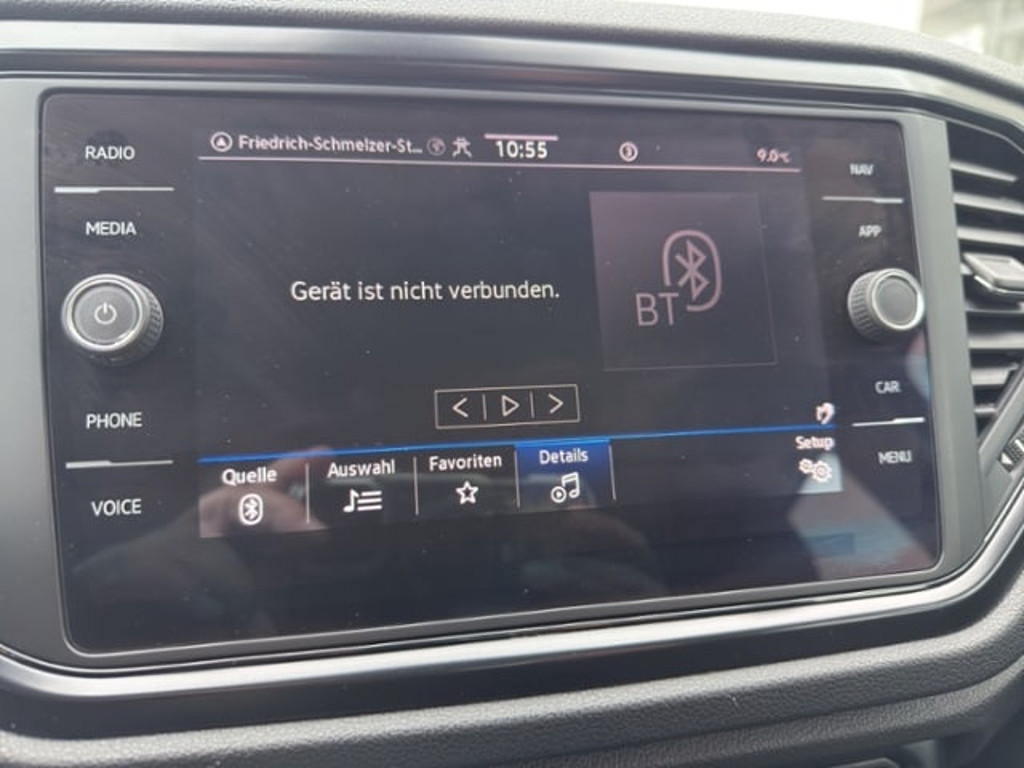 RADIO
MEDIA
PHONE
VOICE
Friedrich-Schmelzer-St... 10:55 9.0°C
Gerät ist nicht verbunden.
BT
Quelle Auswahl Favoriten Details Setup
NAV
APP
CAR
MENU